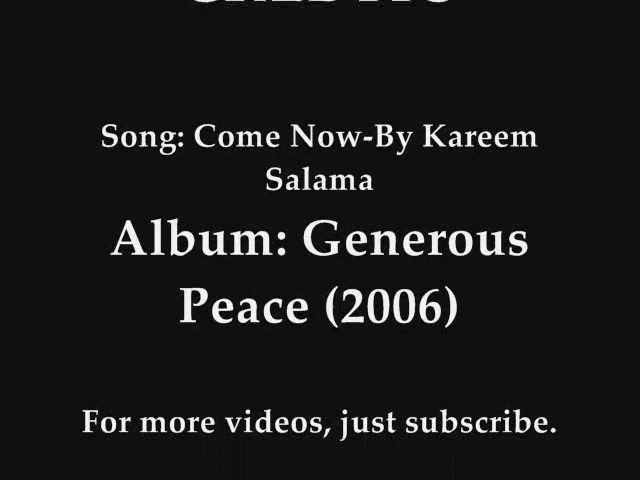 Song: Come Now-By Kareem
Salama
Album: Generous
Peace (2006)
For more videos, just subscribe.